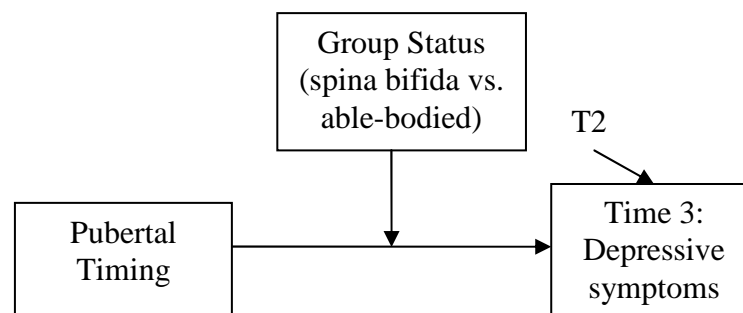 Group Status
(spina bifida vs.
able-bodied)
T2
Pubertal
Timing
Time 3:
Depressive
symptoms